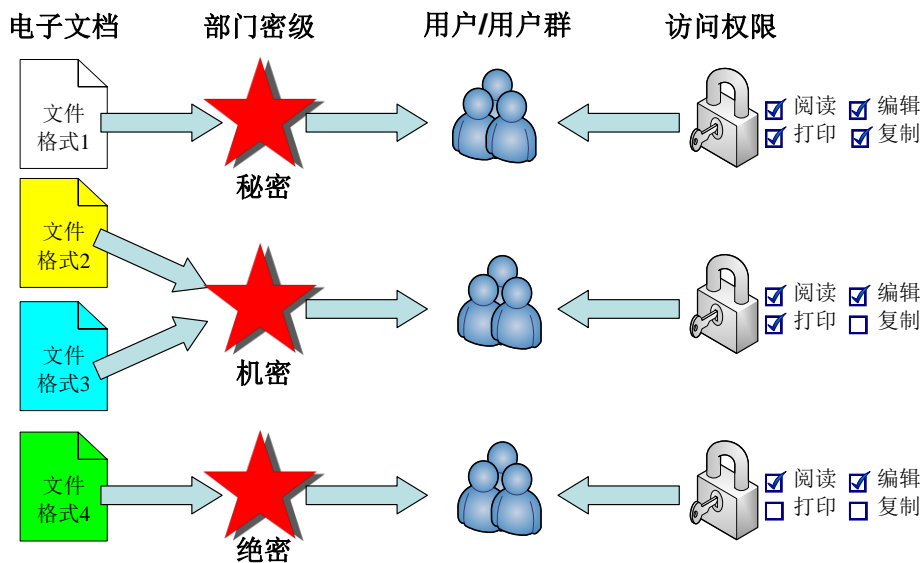 电子文档 部门密级 用户/用户群 访问权限
文件
格式1
秘密
阅读 编辑
打印 复制
文件
格式2
文件
格式3
机密
阅读 编辑
打印 复制
文件
格式4
绝密
阅读 编辑
打印 复制